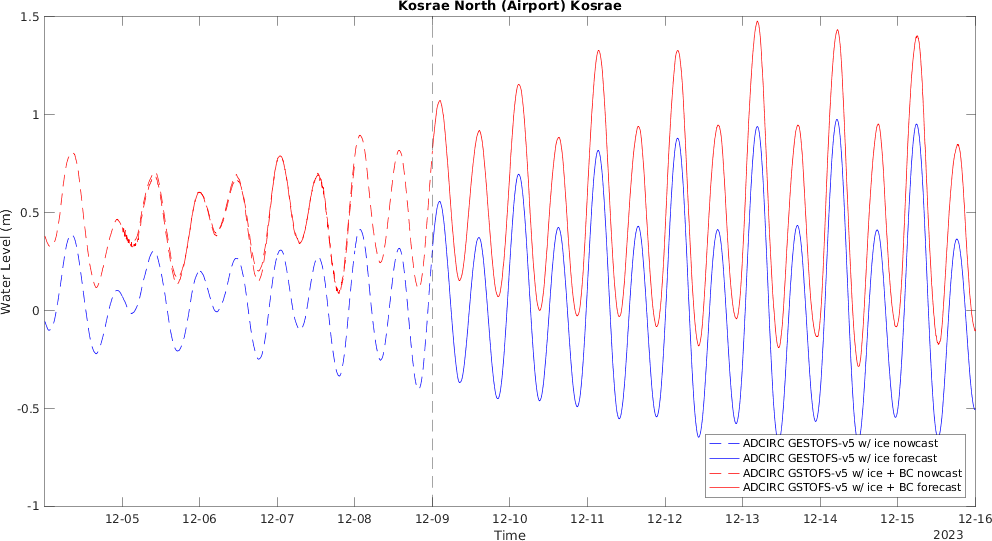 Kosrae North (Airport) Kosrae
1.5
1
0.5
0
-0.5
-1
Water Level (m)
ADCIRC GESTOFS-v5 w/ ice nowcast
ADCIRC GESTOFS-v5 w/ ice forecast
ADCIRC GSTOFS-v5 w/ ice + BC nowcast
ADCIRC GSTOFS-v5 w/ ice + BC forecast
12-05 12-06 12-07 12-08 12-09 12-10 12-11 12-12 12-13 12-14 12-15 12-16
Time
2023